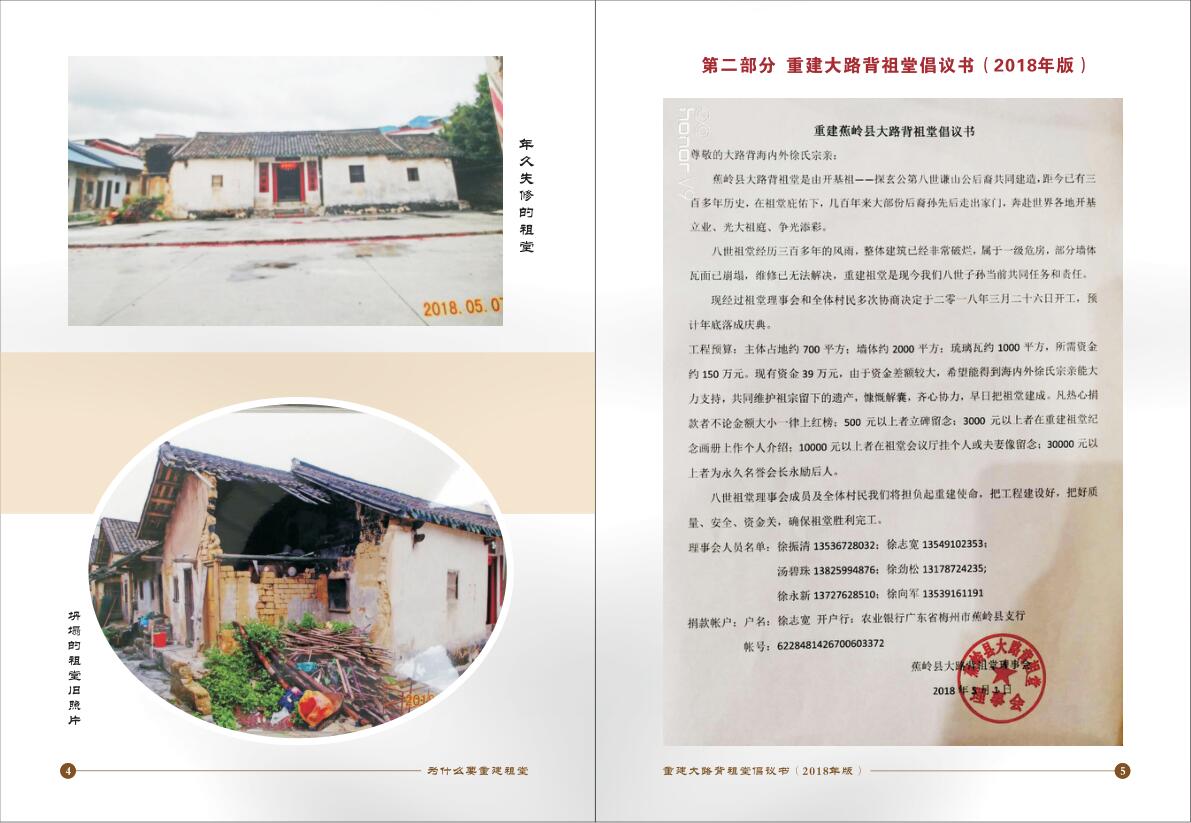 年久失修的祖堂
2018.05.07
坍塌的祖堂旧照片
4
为什么要重建祖堂
第二部分 重建大路背祖堂倡议书（2018年版）
honor
重建蕉岭县大路背祖堂倡议书
尊敬的大路背海内外徐氏宗亲：
蕉岭县大路背祖堂是由开基祖——探玄公第八世谦山公后裔共同建造，距今已有三
百多年历史，在祖堂庇佑下，几百年来大部份后裔孙先后走出家门，奔赴世界各地开基
立业、光大祖庭、争光添彩。
八世祖堂经历三百多年的风雨，整体建筑已经非常破烂，属于一级危房，部分墙体
瓦面已崩塌，维修已无法解决，重建祖堂是现今我们八世子孙当前共同任务和责任。
现经过祖堂理事会和全体村民多次协商决定于二零一八年三月二十六日开工，预
计年底落成庆典。
工程预算：主体占地约 700 平方；墙体约 2000 平方；琉璃瓦约 1000 平方，所需资金
约 150 万元。现有资金 39 万元，由于资金差额较大，希望能得到海内外徐氏宗亲能大
力支持，共同维护祖宗留下的遗产，慷慨解囊，齐心协力，早日把祖堂建成。凡热心捐
款者不论金额大小一律上红榜；500 元以上者立碑留念；3000 元以上者在重建祖堂纪
念画册上作个人介绍；10000 元以上者在祖堂会议厅挂个人或夫妻像留念；30000 元以
上者为永久名誉会长永励后人。
八世祖堂理事会成员及全体村民我们将担负起重建使命，把工程建设好，把好质
量、安全、资金关，确保祖堂胜利完工。
理事会人员名单：徐振清 13536728032；徐志宽 13549102353；
汤碧珠 13825994876；徐劲松 13178724235;
徐永新 13727628510；徐向军 13539161191
捐款帐户：户名：徐志宽 开户行：农业银行广东省梅州市蕉岭县支行
帐号：6228481426700603372
蕉岭县大路背祖堂理事会
2018 年 5 月 1 日
重建大路背祖堂倡议书（2018年版）
5